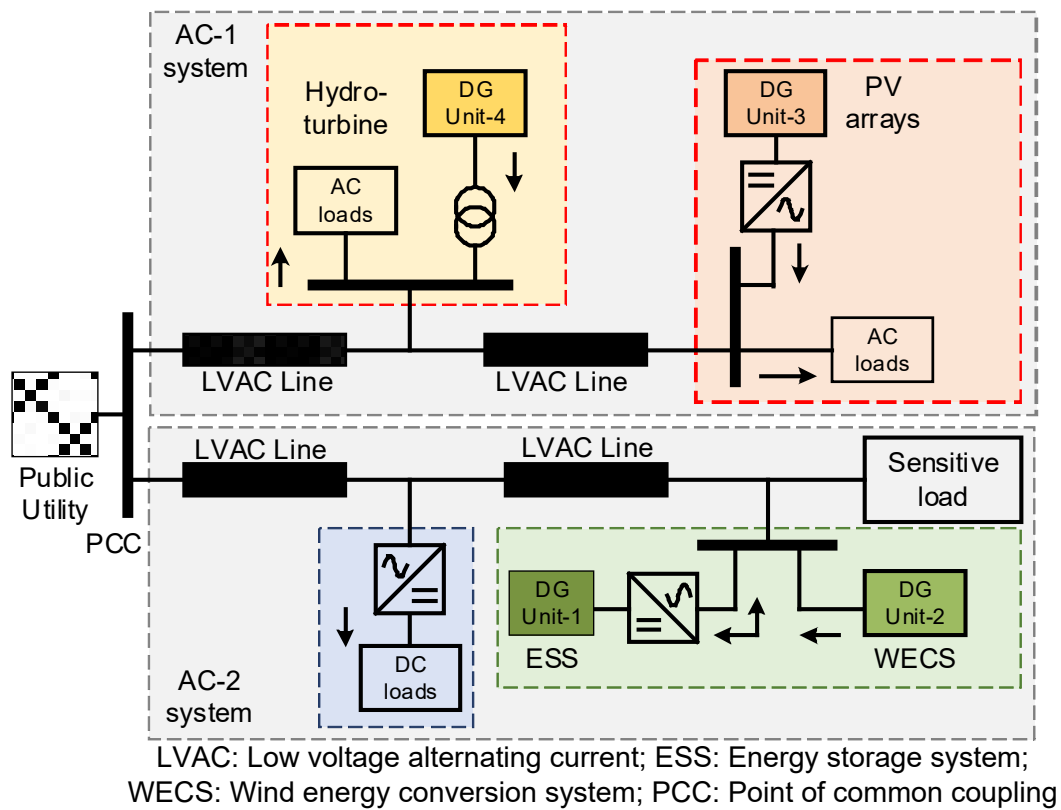 AC-1
system
Hydro-
turbine
DG
Unit-4
AC
loads
DG
Unit-3
PV
arrays
AC
loads
LVAC Line
LVAC Line
Public
Utility
PCC
LVAC Line
LVAC Line
Sensitive
load
DC
loads
DG
Unit-1
ESS
DG
Unit-2
WECS
AC-2
system
LVAC: Low voltage alternating current; ESS: Energy storage system;
WECS: Wind energy conversion system; PCC: Point of common coupling